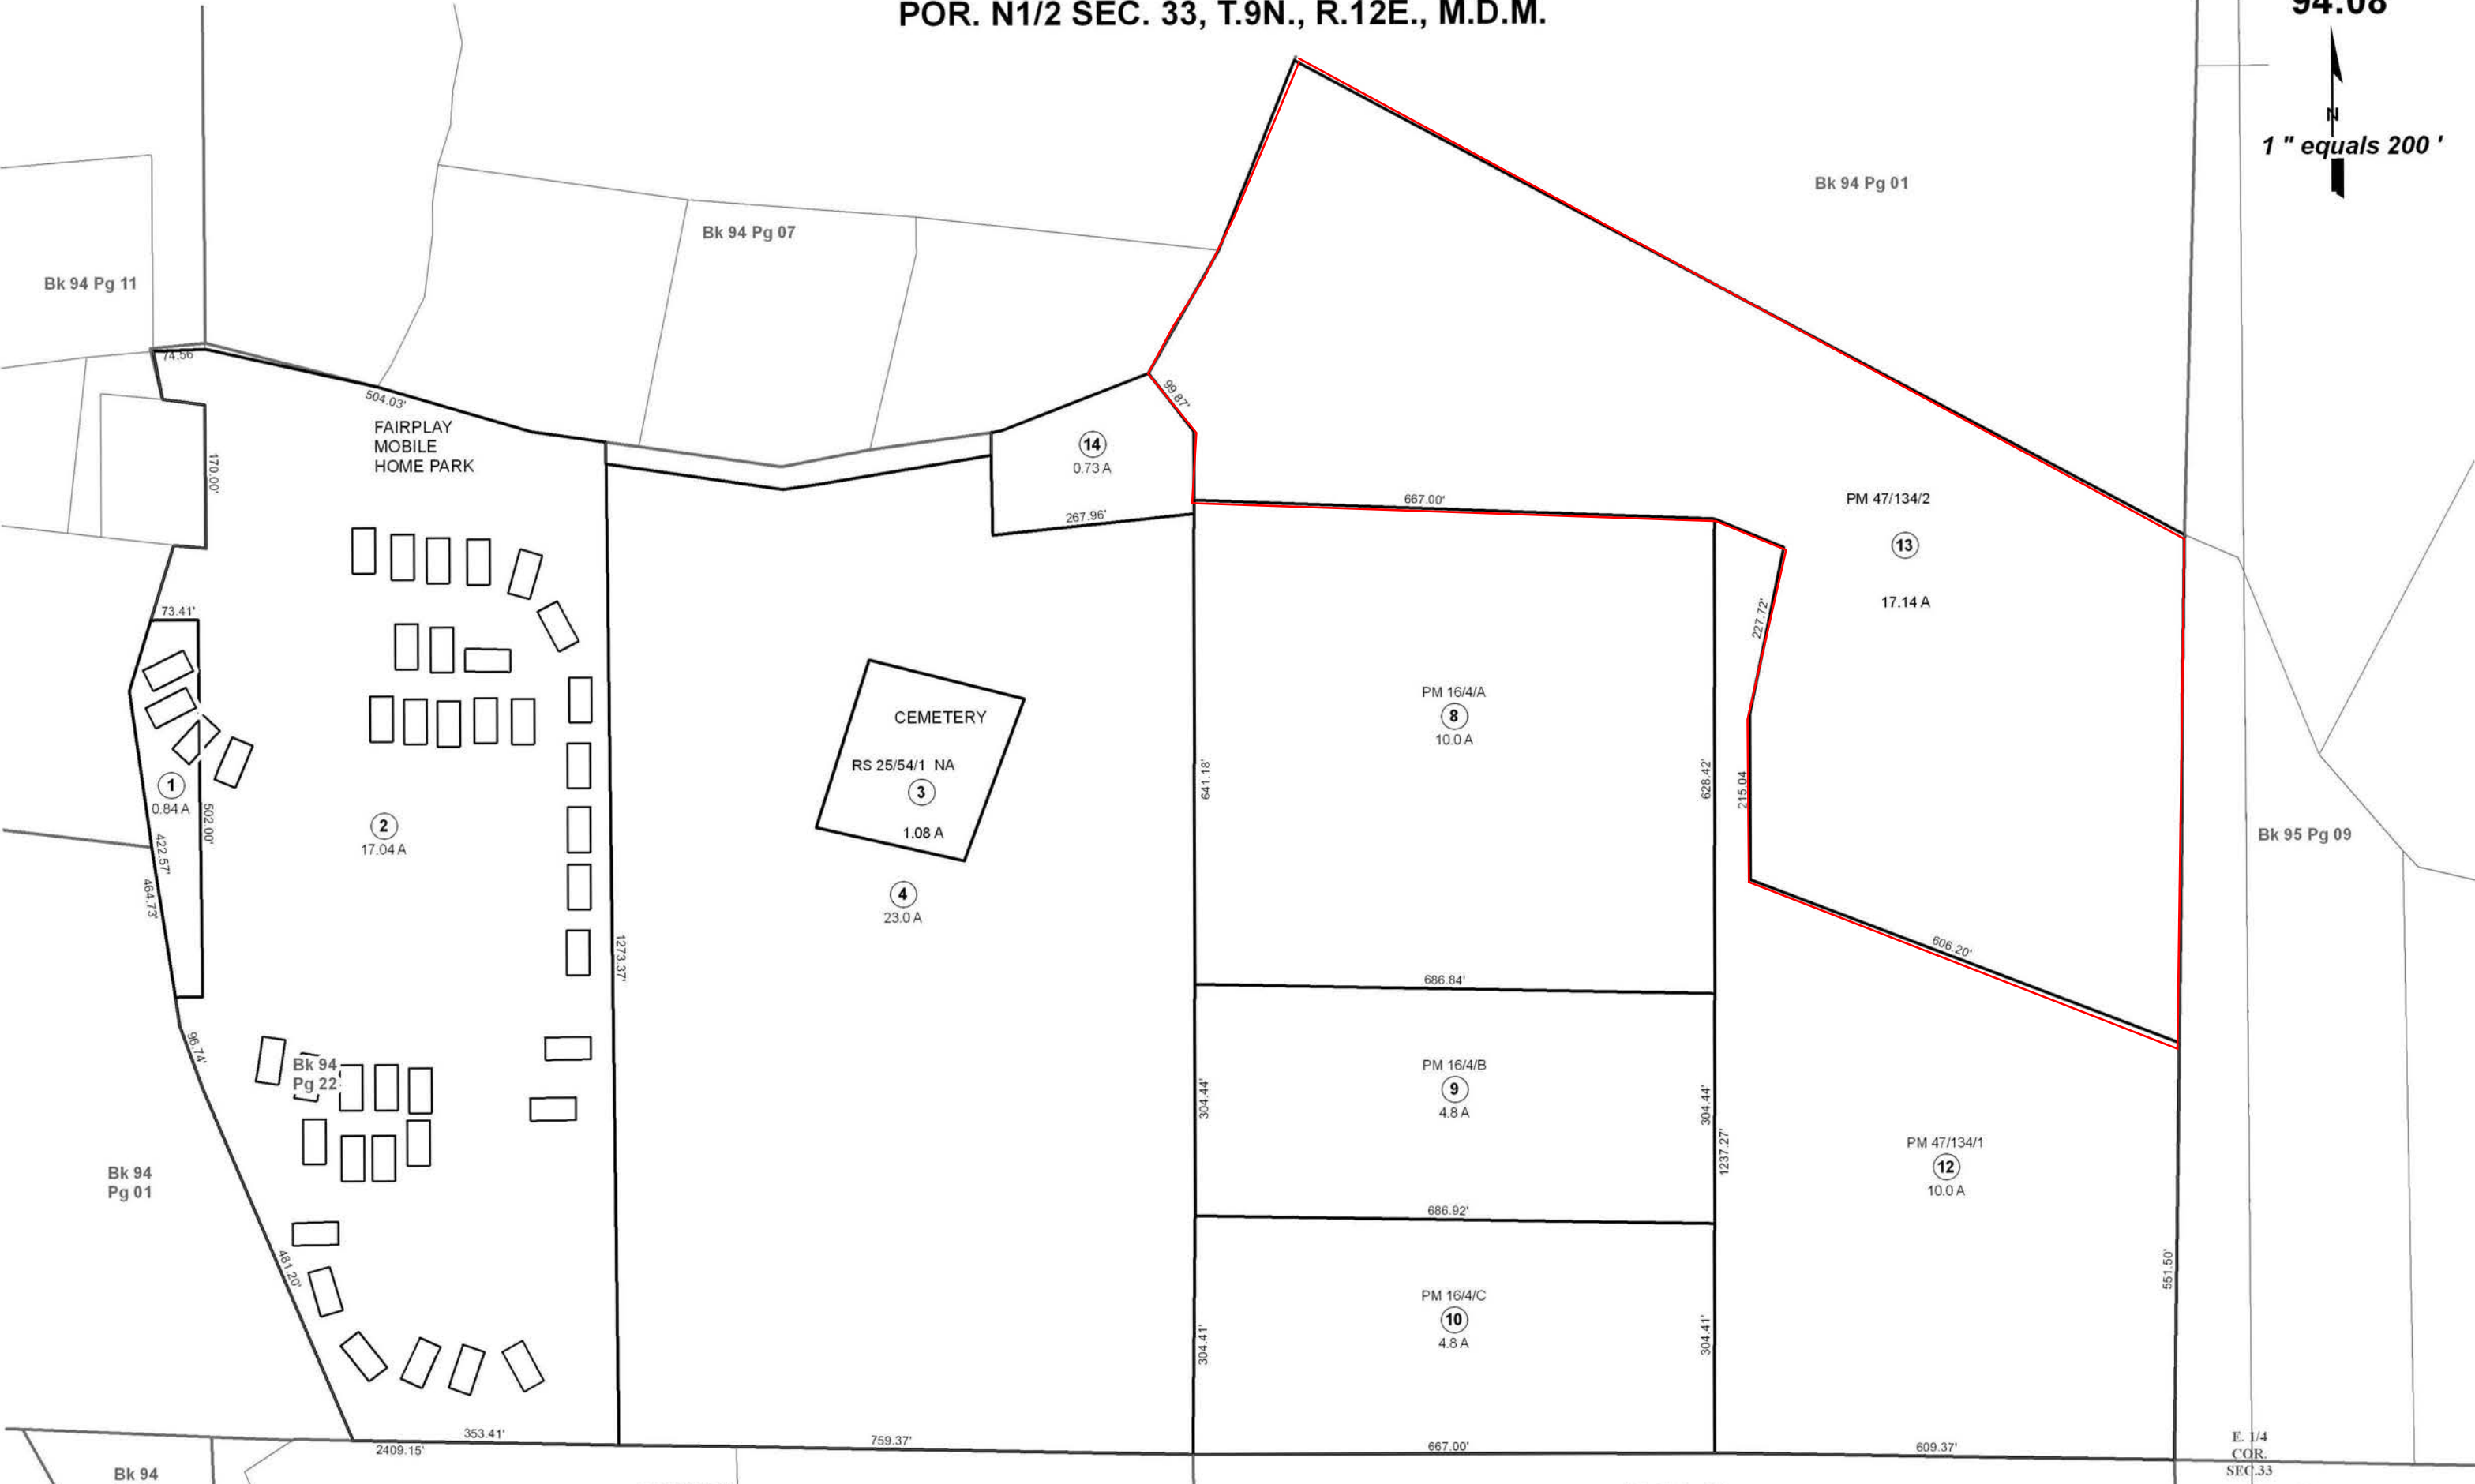 POR. N1/2 SEC. 33, T.9N., R.12E., M.D.M.
94:08
N
1 " equals 200 '
Bk 94 Pg 01
Bk 94 Pg 07
Bk 94 Pg 11
74.56
504.03'
FAIRPLAY
MOBILE
HOME PARK
170.00'
99.87'
14
0.73 A
267.96'
667.00'
PM 47/134/2
13
17.14 A
227.72'
215.04
606.20'
73.41'
1
0.84 A
502.00'
422.57'
464.73'
2
17.04 A
CEMETERY
RS 25/54/1 NA
3
1.08 A
4
23.0 A
1273.37'
641.18'
PM 16/4/A
8
10.0 A
628.42'
Bk 95 Pg 09
686.84'
96.74'
Bk 94
Pg 22
304.44'
PM 16/4/B
9
4.8 A
304.44'
1237.27'
PM 47/134/1
12
10.0 A
Bk 94
Pg 01
686.92'
481.20'
304.41'
PM 16/4/C
10
4.8 A
304.41'
551.50'
353.41'
2409.15'
759.37'
667.00'
609.37'
E. 1/4
COR.
SEC.33
Bk 94